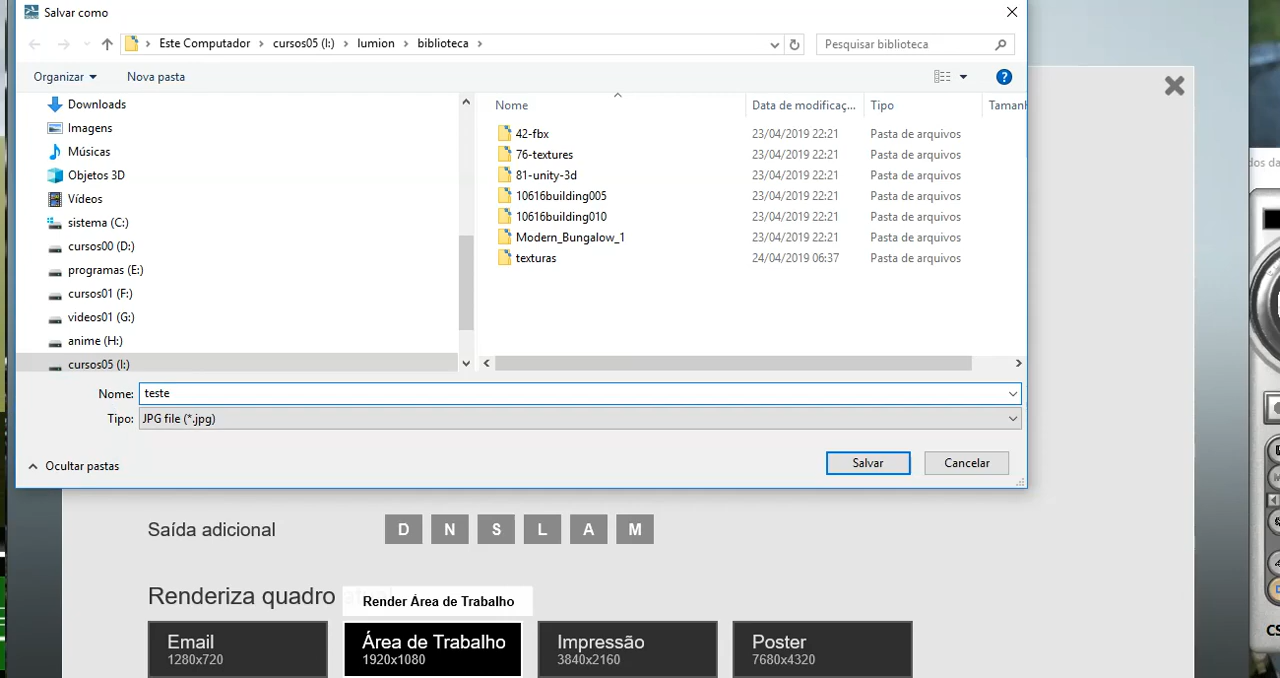 Salvar como
Este Computador > cursos05 (I:) > lumion > biblioteca >
Pesquisar biblioteca
Organizar
Nova pasta
Downloads
Imagens
Músicas
Objetos 3D
Vídeos
sistema (C:)
cursos00 (D:)
programas (E:)
cursos01 (F:)
videos01 (G:)
anime (H:)
cursos05 (I:)
Nome Data de modificaç... Tipo Tamanh
42-fbx 23/04/2019 22:21 Pasta de arquivos
76-textures 23/04/2019 22:21 Pasta de arquivos
81-unity-3d 23/04/2019 22:21 Pasta de arquivos
10616building005 23/04/2019 22:21 Pasta de arquivos
10616building010 23/04/2019 22:21 Pasta de arquivos
Modern_Bungalow_1 23/04/2019 22:21 Pasta de arquivos
texturas 24/04/2019 06:37 Pasta de arquivos
Nome: teste
Tipo: JPG file (*.jpg)
Ocultar pastas
Salvar
Cancelar
dos da
Saída adicional D N S L A M
Renderiza quadro
Render Área de Trabalho
Email
1280x720
Área de Trabalho
1920x1080
Impressão
3840x2160
Poster
7680x4320
CS